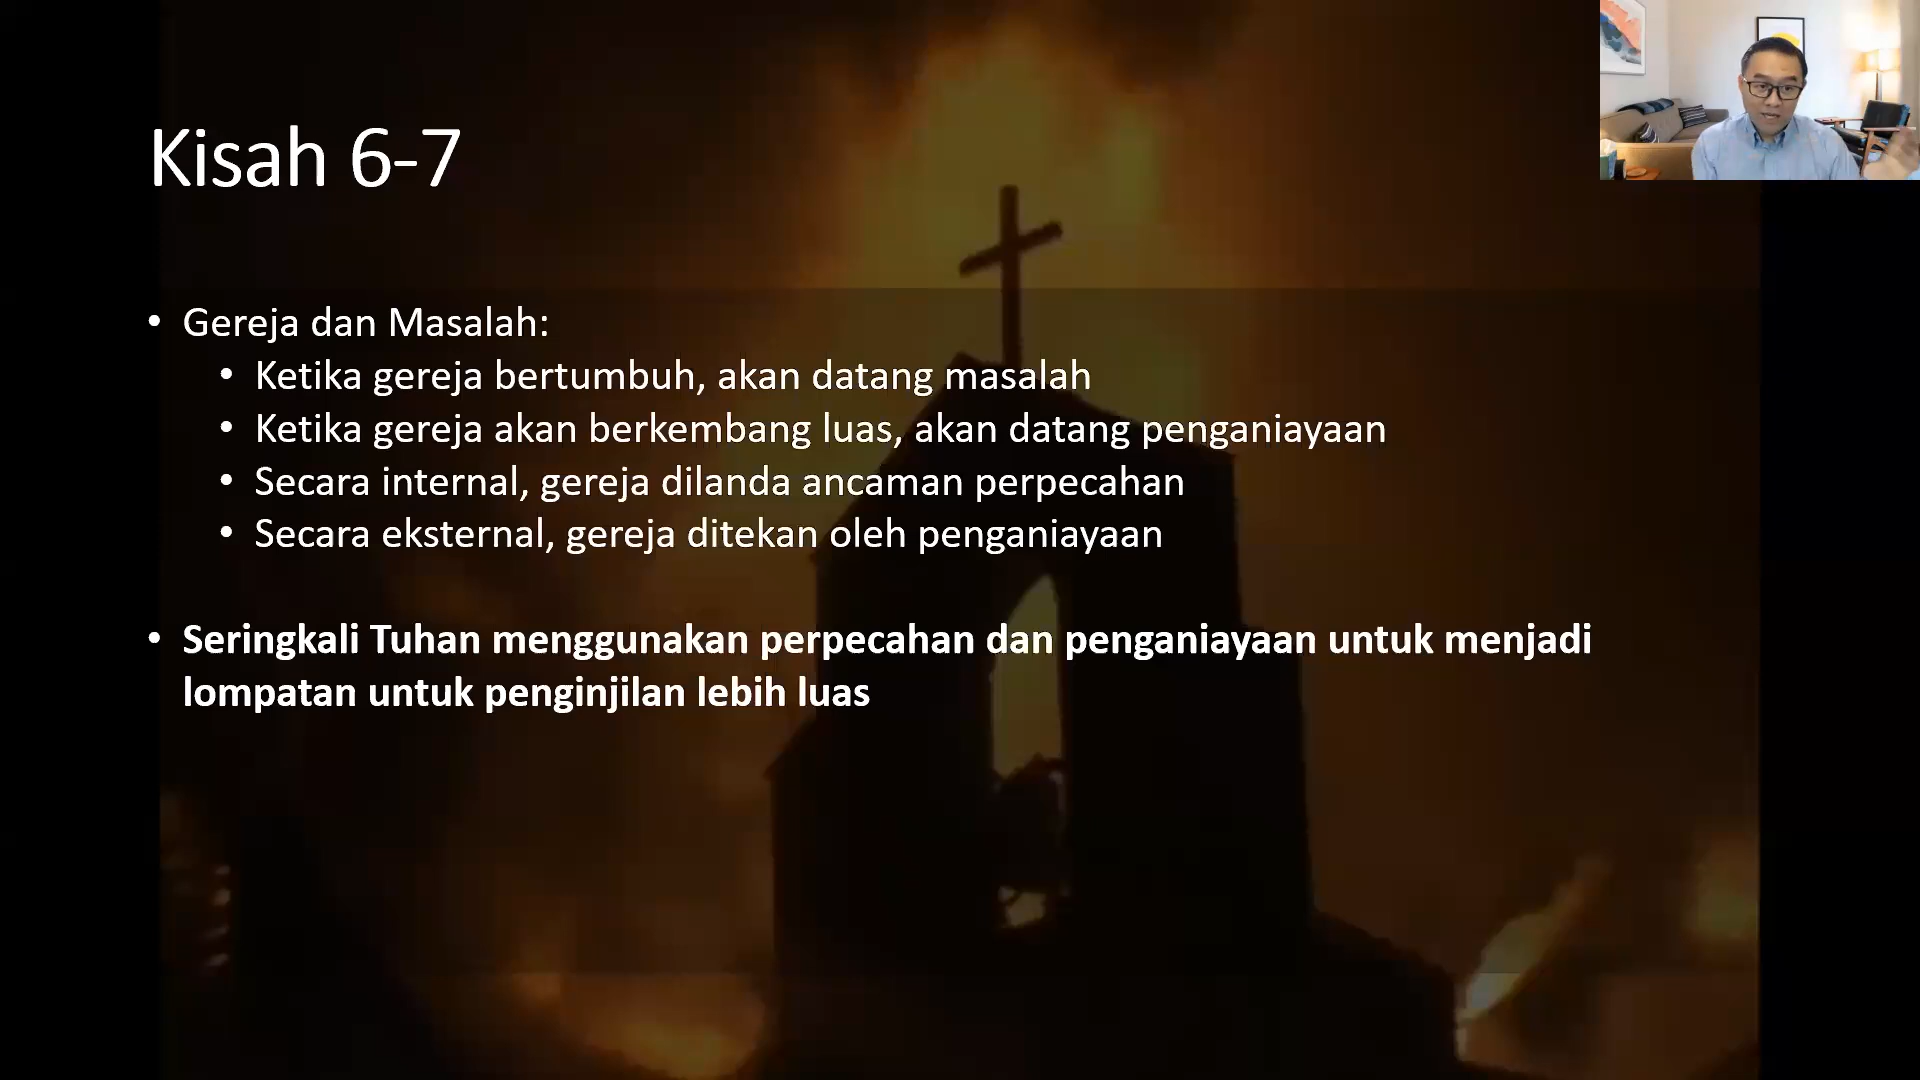 Kisah 6-7
• Gereja dan Masalah:
• Ketika gereja bertumbuh, akan datang masalah
• Ketika gereja akan berkembang luas, akan datang penganiayaan
• Secara internal, gereja dilanda ancaman perpecahan
• Secara eksternal, gereja ditekan oleh penganiayaan
• Seringkali Tuhan menggunakan perpecahan dan penganiayaan untuk menjadi
lompatan untuk penginjilan lebih luas